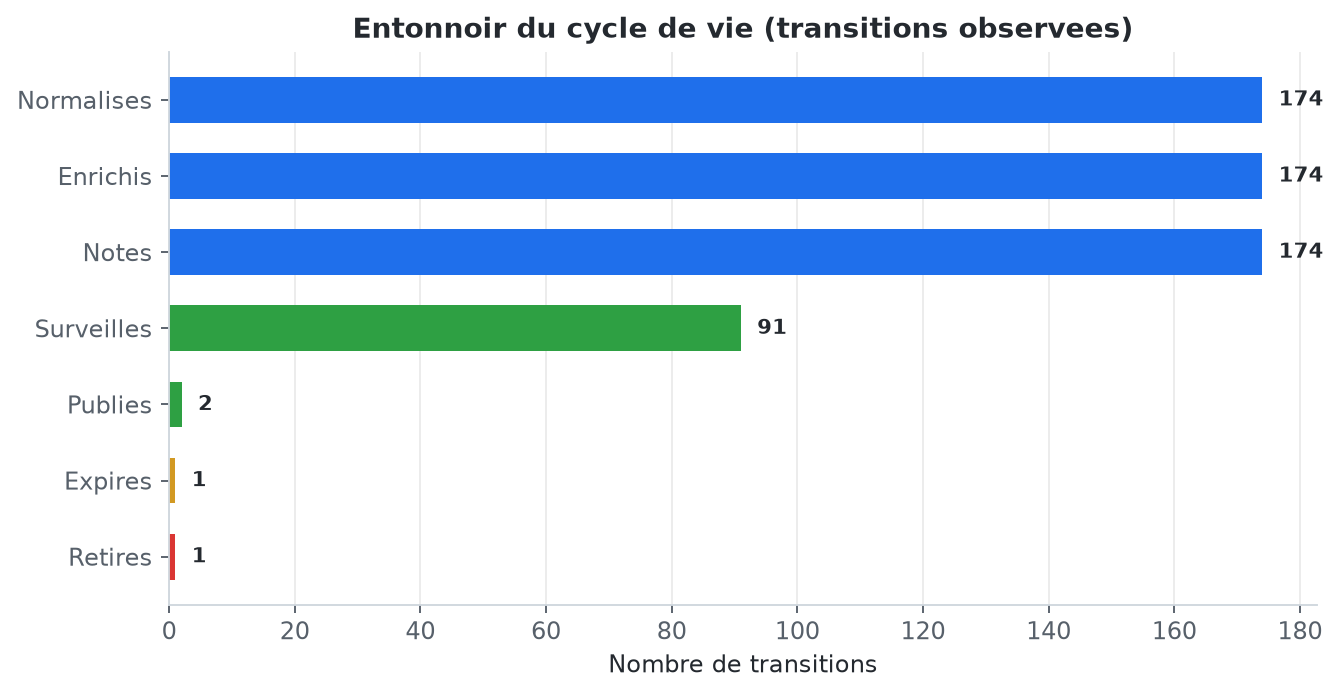 Entonnoir du cycle de vie (transitions observees)
Normalises 174
Enrichis 174
Notes 174
Surveilles 91
Publies 2
Expires 1
Retires 1
0 20 40 60 80 100 120 140 160 180
Nombre de transitions